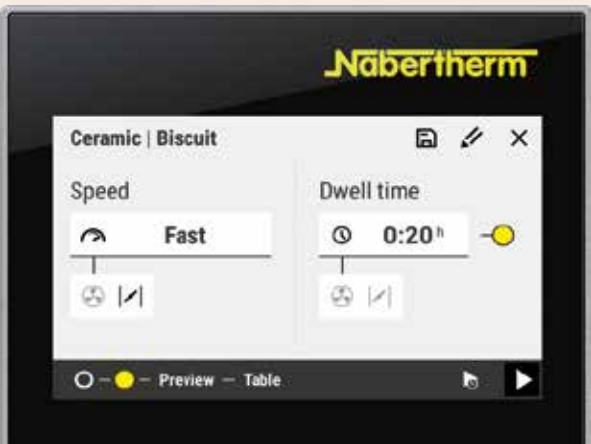 Nabertherm
Ceramic | Biscuit
Speed
Dwell time
Fast
0:20 h
Preview — Table